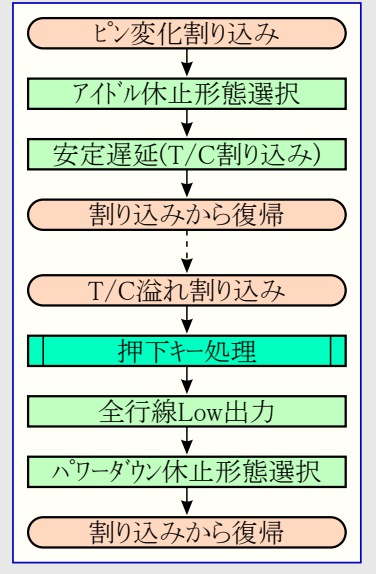 ピン変化割り込み
アイドル休止形態選択
安定遅延(T/C割り込み)
割り込みから復帰
T/C溢れ割り込み
押下キー処理
全行線Low出力
パワーダウン休止形態選択
割り込みから復帰